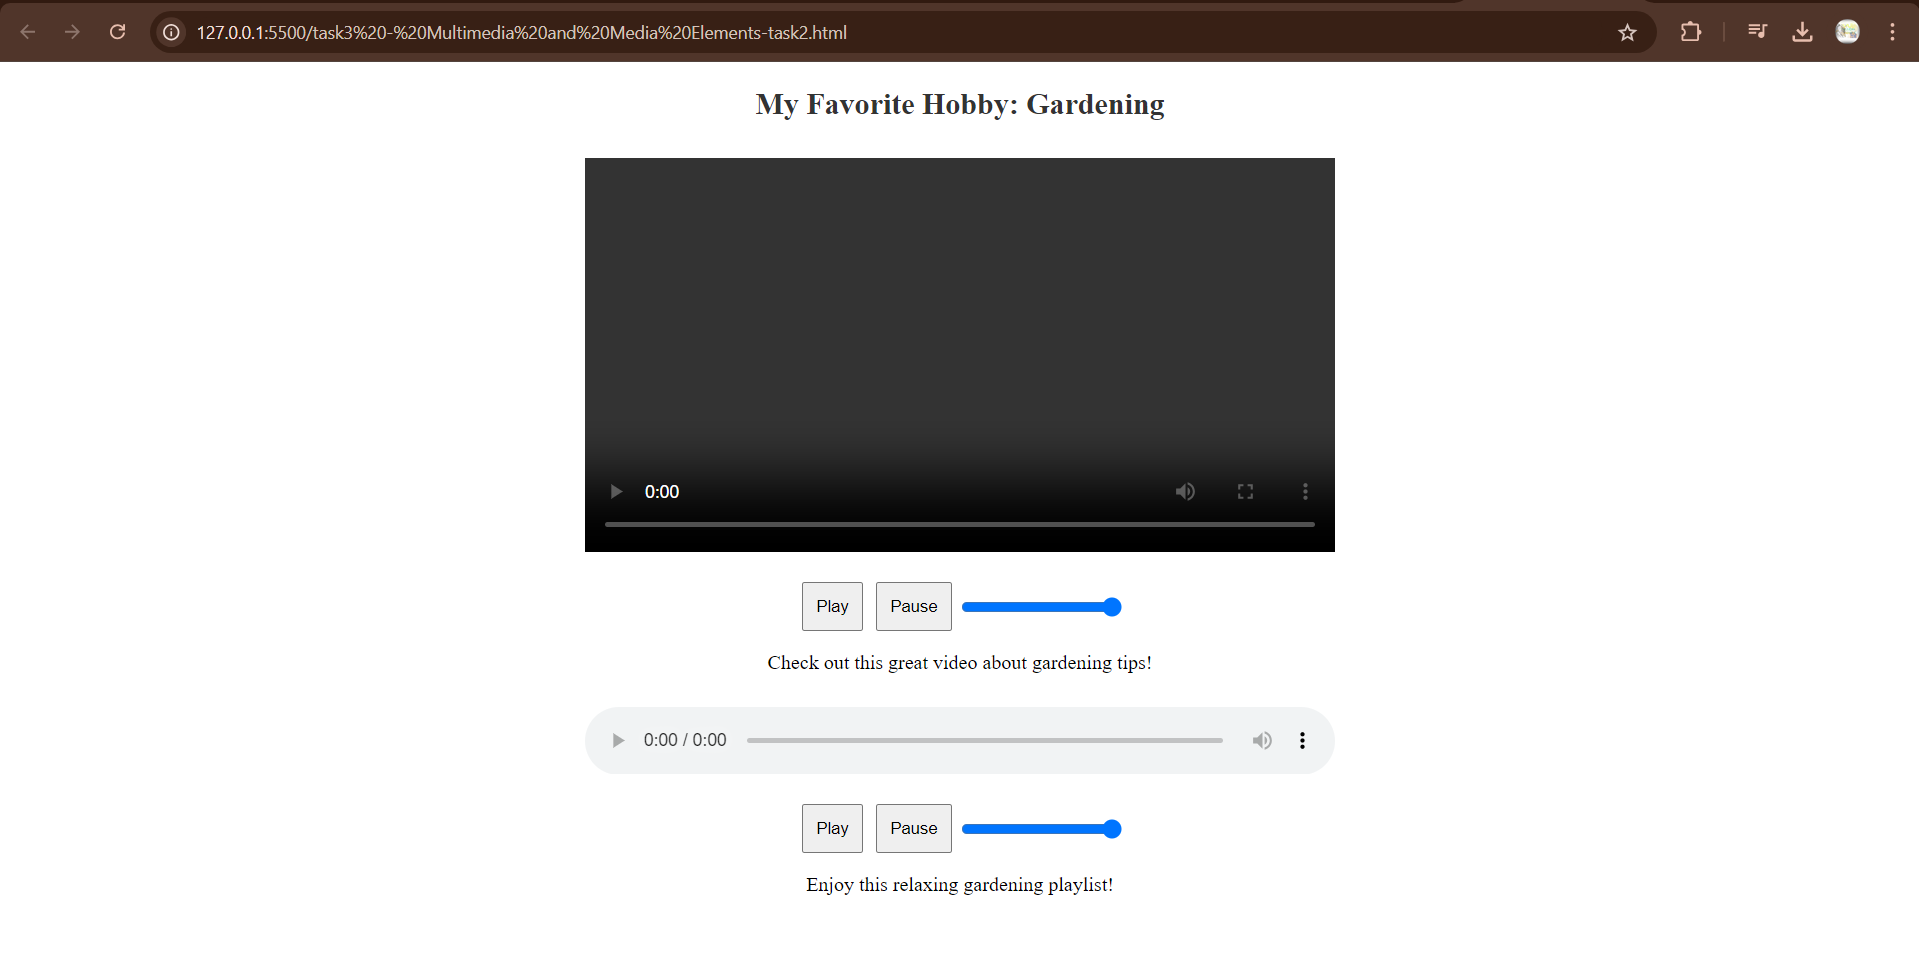 127.0.0.1:5500/task3%20-%20Multimedia%20and%20Media%20Elements-task2.html
My Favorite Hobby: Gardening
0:00
Play Pause
Check out this great video about gardening tips!
0:00 / 0:00
Play Pause
Enjoy this relaxing gardening playlist!